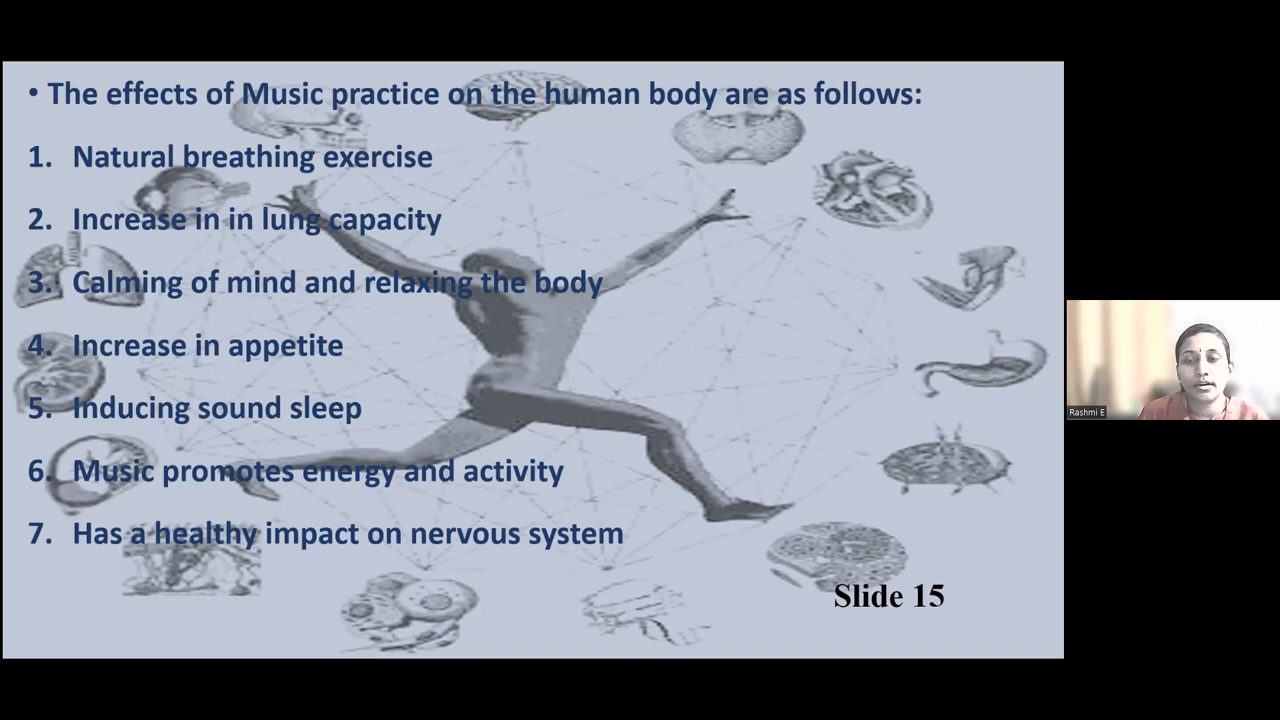 • The effects of Music practice on the human body are as follows:
1. Natural breathing exercise
2. Increase in in lung capacity
3. Calming of mind and relaxing the body
4. Increase in appetite
5. Inducing sound sleep
6. Music promotes energy and activity
7. Has a healthy impact on nervous system
Slide 15
Rashmi E